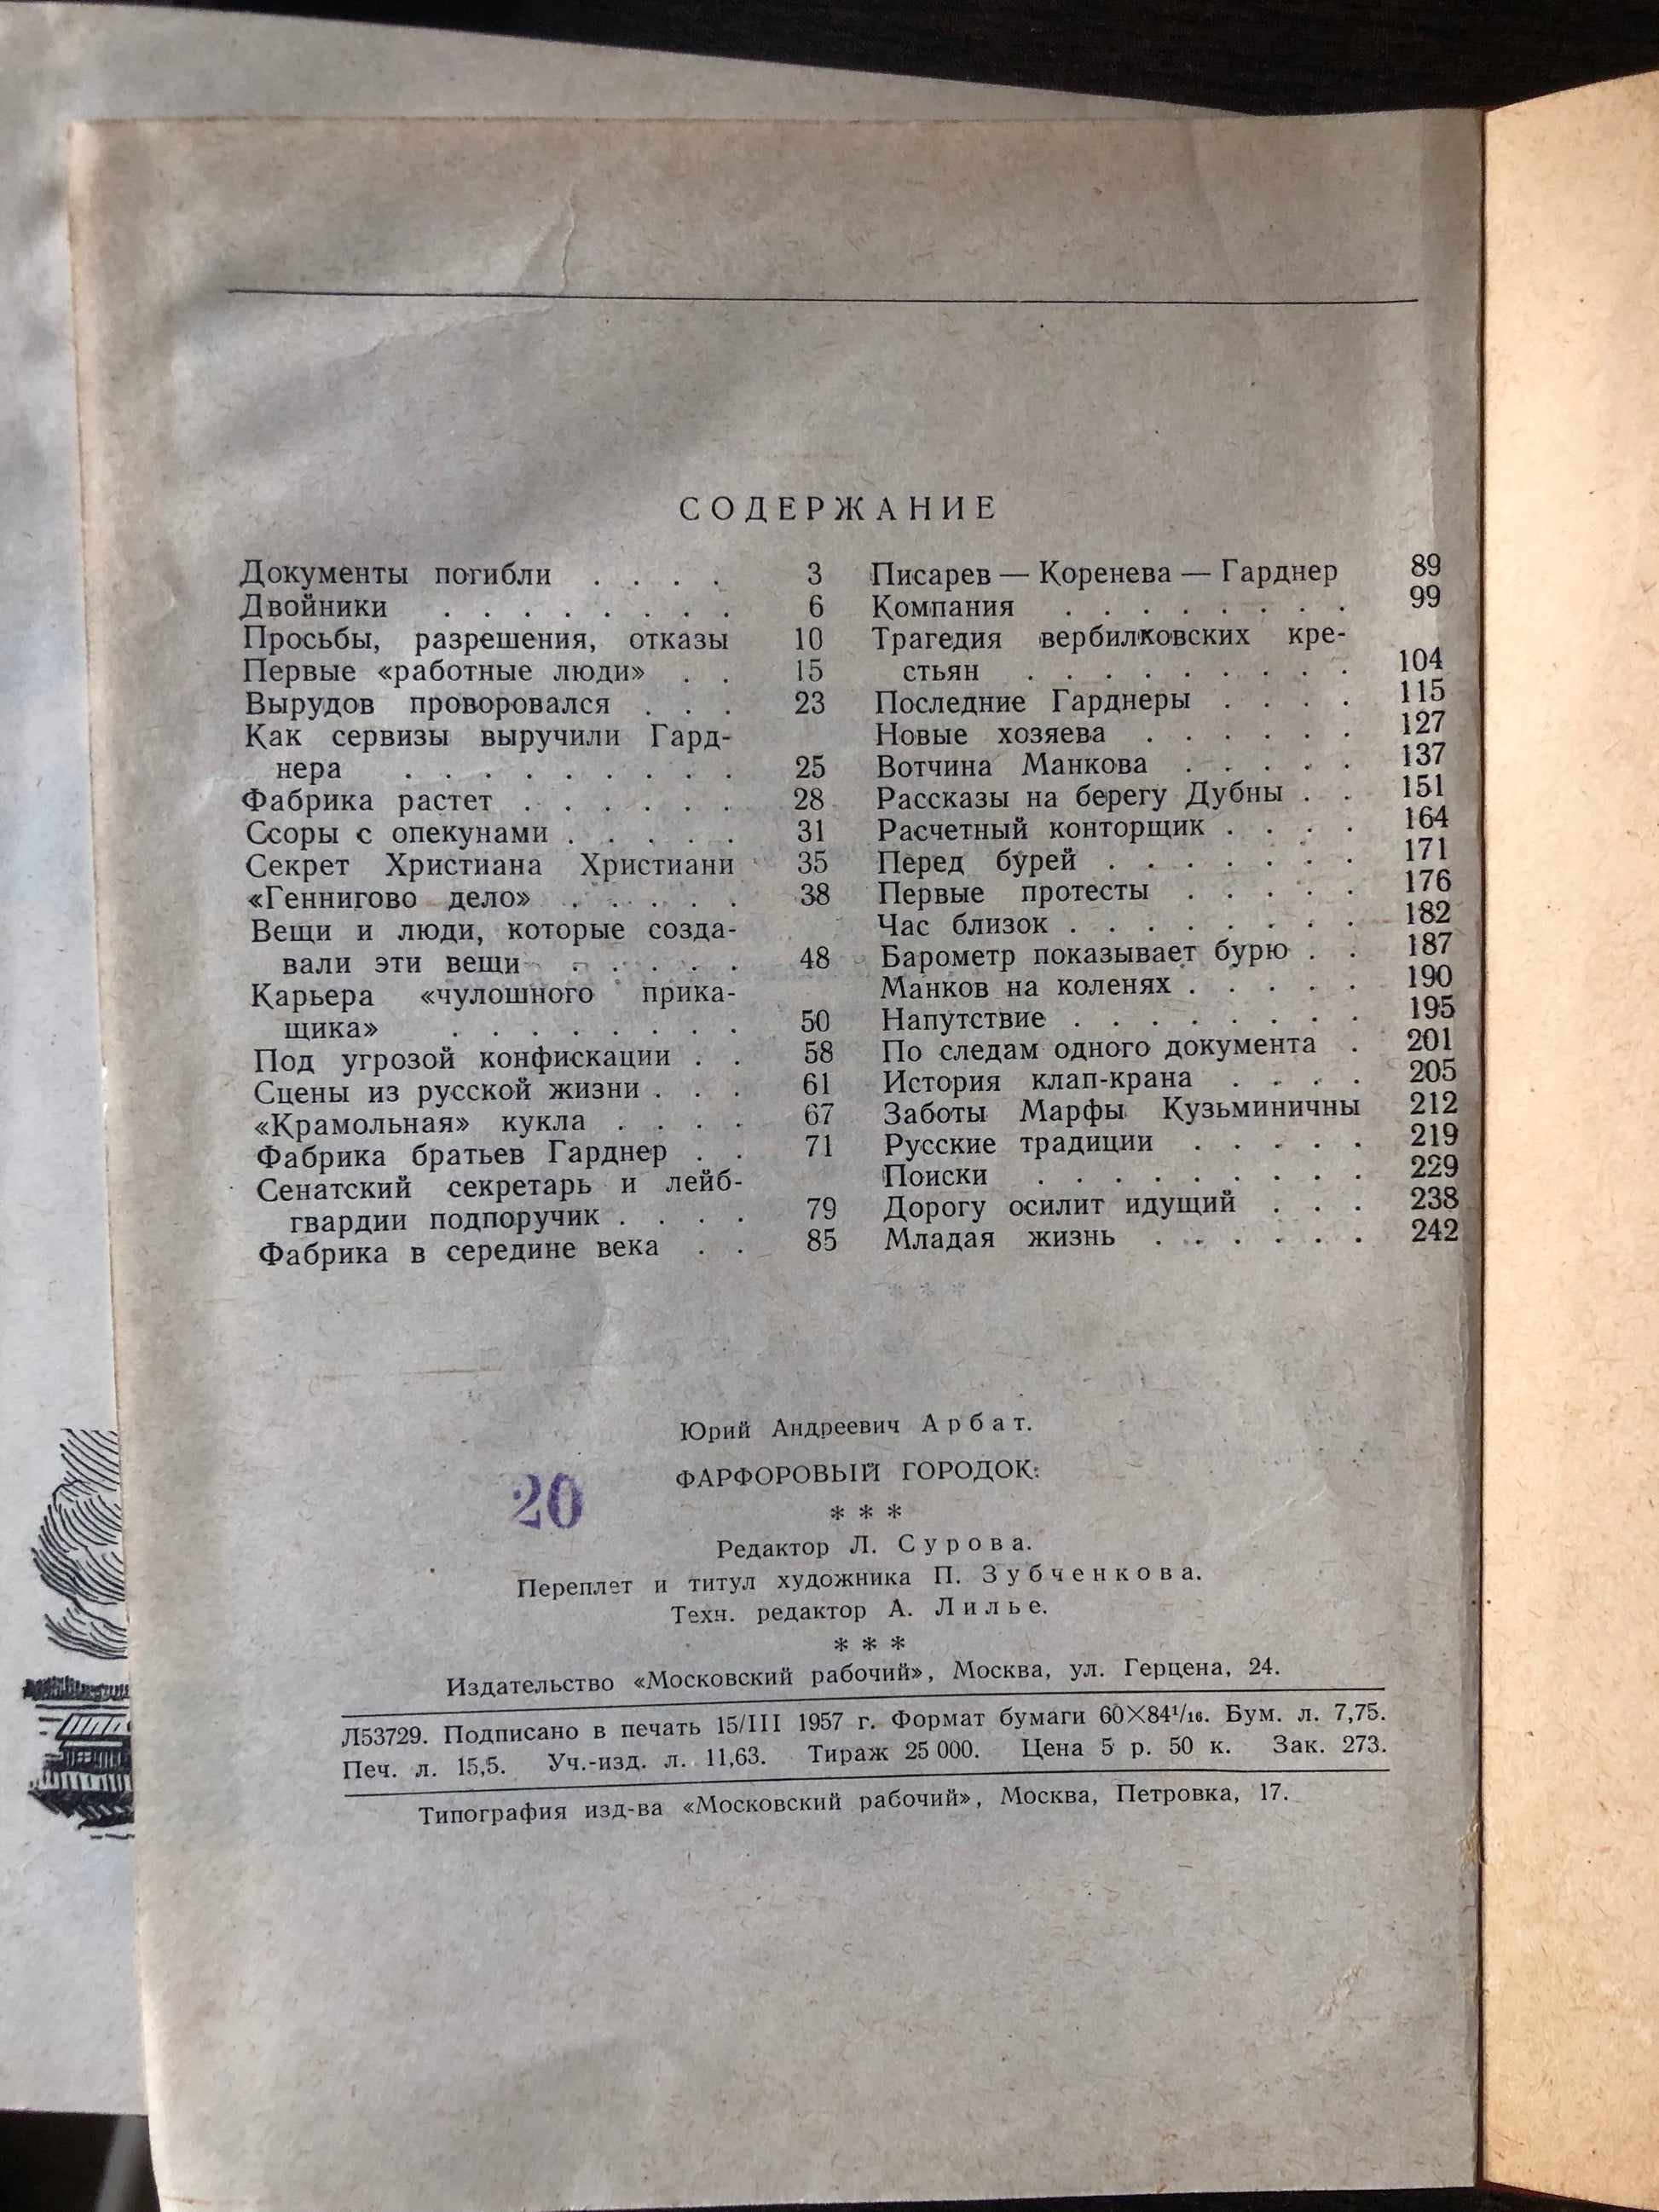 СОДЕРЖАНИЕ
Документы погибли . . . . 3
Двойники . . . . . . . . 6
Просьбы, разрешения, отказы 10
Первые «работные люди» . . 15
Вырудов проворовался . . . 23
Как сервизы выручили Гард-
нера . . . . . . . . . 25
Фабрика растет . . . . . . 28
Ссоры с опекунами . . . . . 31
Секрет Христиана Христиани 35
«Геннигово дело» . . . . . 38
Вещи и люди, которые созда-
вали эти вещи . . . . . 48
Карьера «чулошного прика-
щика» . . . . . . . . 50
Под угрозой конфискации . . 58
Сцены из русской жизни . . . 61
«Крамольная» кукла . . . . 67
Фабрика братьев Гарднер . . 71
Сенатский секретарь и лейб-
гвардии подпоручик . . . . 79
Фабрика в середине века . . 85
Писарев — Коренева — Гарднер 89
Компания . . . . . . . . 99
Трагедия вербилковских кре-
стьян . . . . . . . . . 104
Последние Гарднеры . . . . 115
Новые хозяева . . . . . . 127
Вотчина Манкова . . . . . 137
Рассказы на берегу Дубны . . 151
Расчетный конторщик . . . . 164
Перед бурей . . . . . . . 171
Первые протесты . . . . . 176
Час близок . . . . . . . . 182
Барометр показывает бурю . . 187
Манков на коленях . . . . . 190
Напутствие . . . . . . . . 195
По следам одного документа . 201
История клап-крана . . . . 205
Заботы Марфы Кузьминичны 212
Русские традиции . . . . . 219
Поиски . . . . . . . . . 229
Дорогу осилит идущий . . . 238
Младая жизнь . . . . . . 242
Юрий Андреевич Арбат.
ФАРФОРОВЫЙ ГОРОДОК:
20
* * *
Редактор Л. Сурова.
Переплет и титул художника П. Зубченкова.
Техн. редактор А. Лилье.
* * *
Издательство «Московский рабочий», Москва, ул. Герцена, 24.
Л53729. Подписано в печать 15/III 1957 г. Формат бумаги 60×84¹/₁₆. Бум. л. 7,75.
Печ. л. 15,5. Уч.-изд. л. 11,63. Тираж 25 000. Цена 5 р. 50 к. Зак. 273.
Типография изд-ва «Московский рабочий», Москва, Петровка, 17.